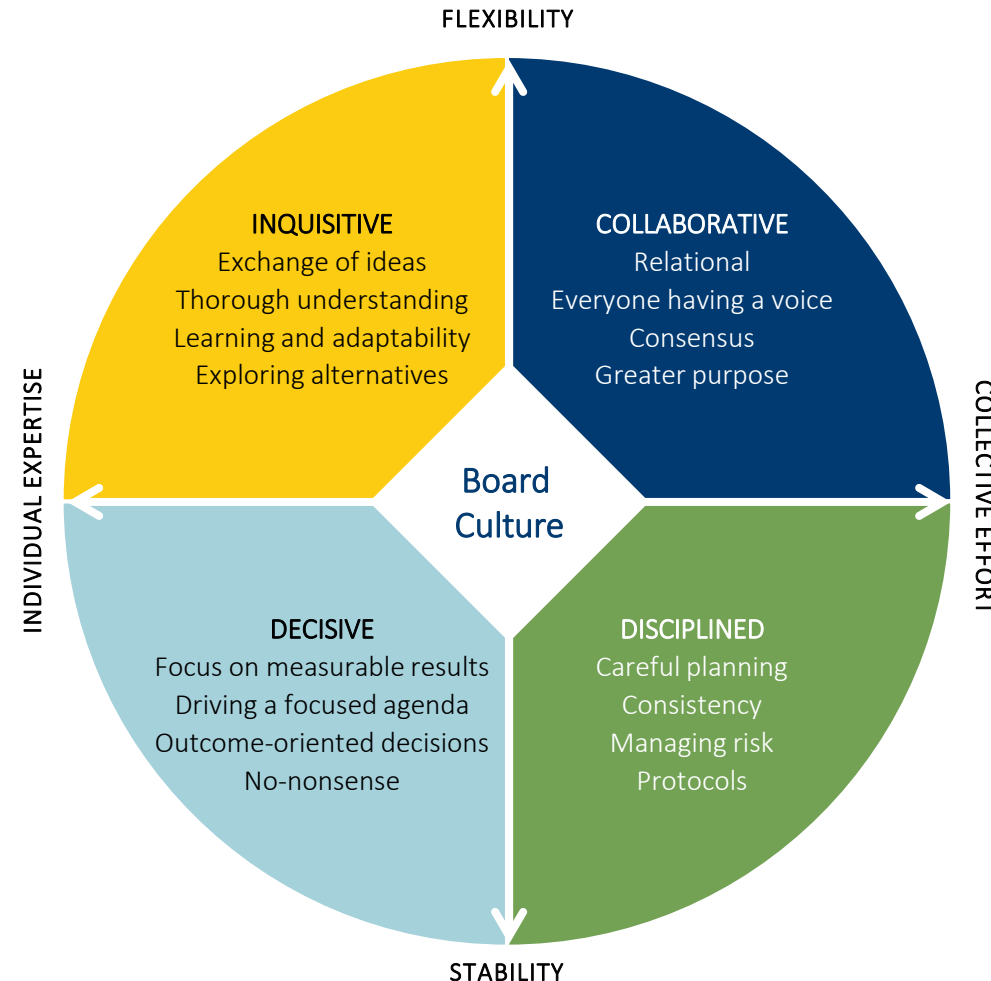 FLEXIBILITY
INQUISITIVE
Exchange of ideas
Thorough understanding
Learning and adaptability
Exploring alternatives
COLLABORATIVE
Relational
Everyone having a voice
Consensus
Greater purpose
INDIVIDUAL EXPERTISE
Board
Culture
COLLECTIVE EFFORT
DECISIVE
Focus on measurable results
Driving a focused agenda
Outcome-oriented decisions
No-nonsense
DISCIPLINED
Careful planning
Consistency
Managing risk
Protocols
STABILITY